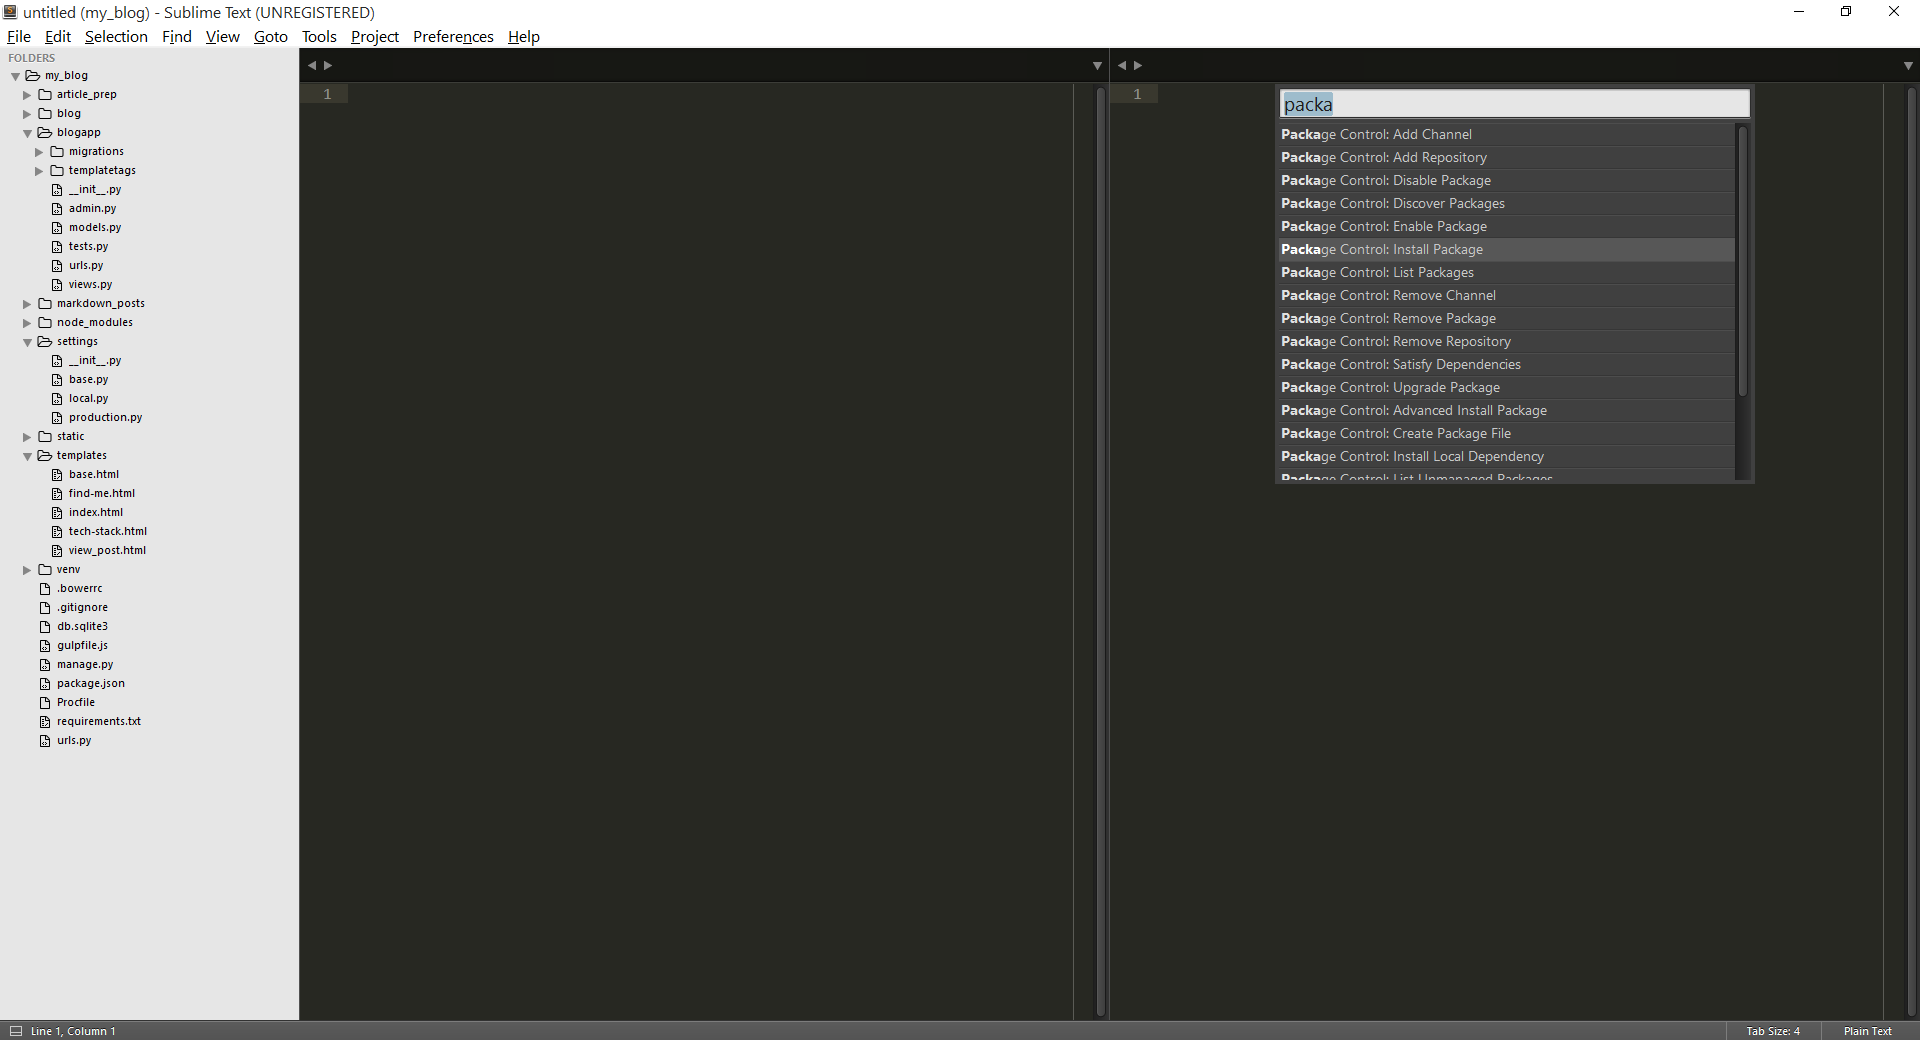 untitled (my_blog) - Sublime Text (UNREGISTERED)
File Edit Selection Find View Goto Tools Project Preferences Help
FOLDERS
my_blog
article_prep
blog
blogapp
migrations
templatetags
__init__.py
admin.py
models.py
tests.py
urls.py
views.py
markdown_posts
node_modules
settings
__init__.py
base.py
local.py
production.py
static
templates
base.html
find-me.html
index.html
tech-stack.html
view_post.html
venv
.bowerrc
.gitignore
db.sqlite3
gulpfile.js
manage.py
package.json
Procfile
requirements.txt
urls.py
1
1
packa
Package Control: Add Channel
Package Control: Add Repository
Package Control: Disable Package
Package Control: Discover Packages
Package Control: Enable Package
Package Control: Install Package
Package Control: List Packages
Package Control: Remove Channel
Package Control: Remove Package
Package Control: Remove Repository
Package Control: Satisfy Dependencies
Package Control: Upgrade Package
Package Control: Advanced Install Package
Package Control: Create Package File
Package Control: Install Local Dependency
Package Control: List Unmanaged Packages
Line 1, Column 1
Tab Size: 4
Plain Text